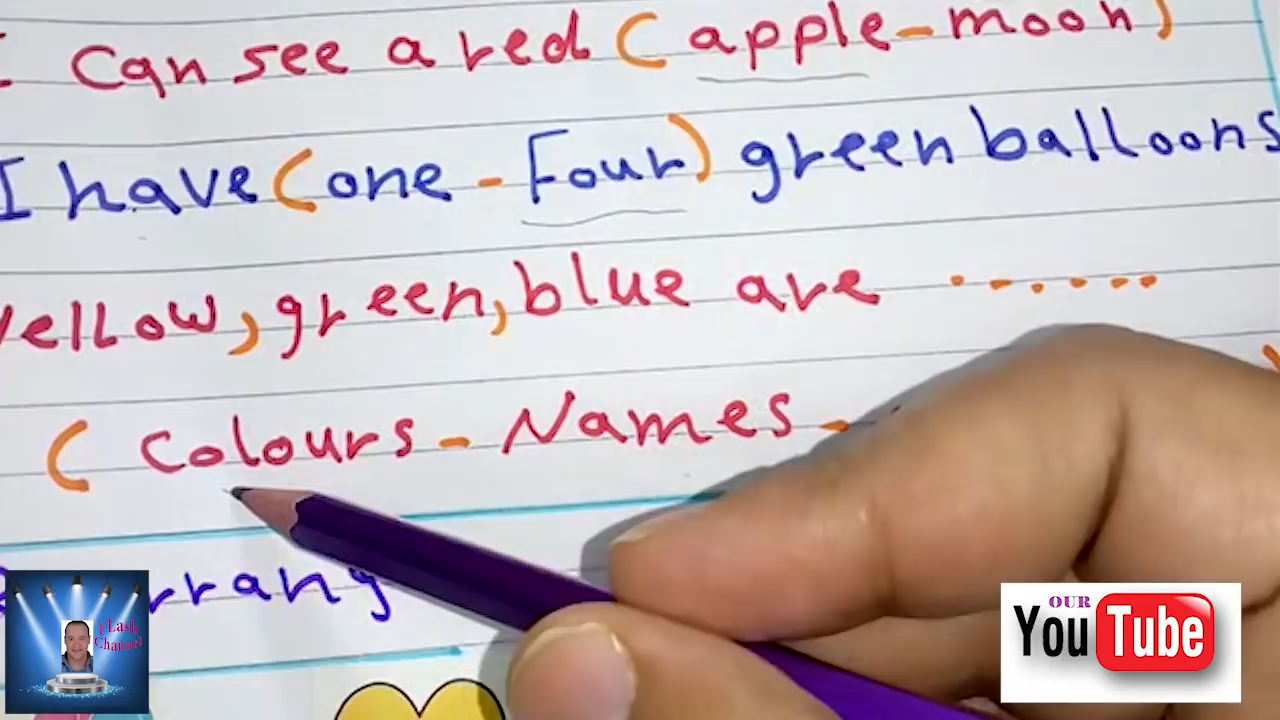 I can see a red ( apple - moon )
I have ( one - Four ) green balloons
Yellow, green, blue are ......
( Colours - Names -
rrang
FLash
Channel
OUR
YouTube